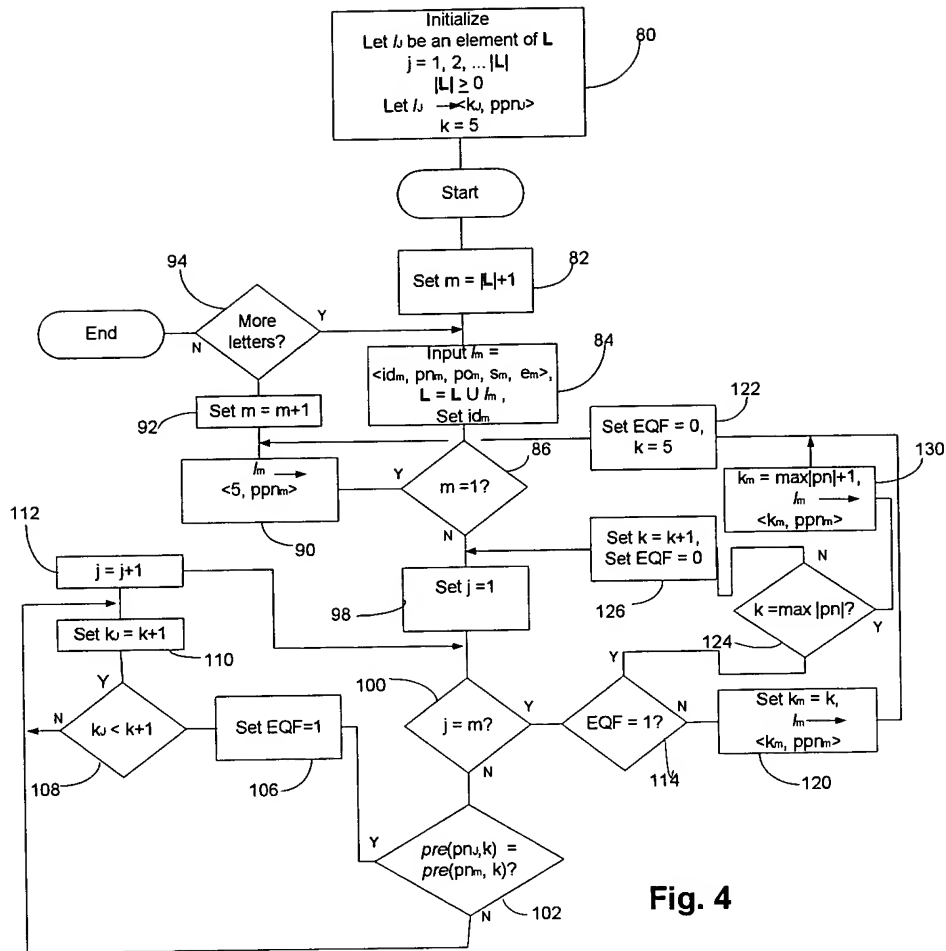 Initialize
Let lJ be an element of L
j = 1, 2, ... |L|
|L| ≥ 0
Let lJ → <kJ, ppnJ>
k = 5
80
Start
Set m = |L|+1
82
94
More
letters?
Y
N
End
Input lm =
<idm, pnm, pcm, sm, em>,
L = L U lm ,
Set idm
84
Set m = m+1
92
lm →
<5, ppnm>
90
m =1?
Y
N
86
Set EQF = 0,
k = 5
122
km = max|pn|+1,
lm →
<km, ppnm>
130
Set k = k+1,
Set EQF = 0
126
k =max |pn|?
N
Y
124
112
j = j+1
Set j =1
98
Set kJ = k+1
110
Y
kJ < k+1
N
108
Set EQF=1
106
100
j = m?
Y
N
EQF = 1?
Y
N
114
Set km = k,
lm →
<km, ppnm>
120
pre(pnJ,k) =
pre(pnm, k)?
Y
N
102
Fig. 4